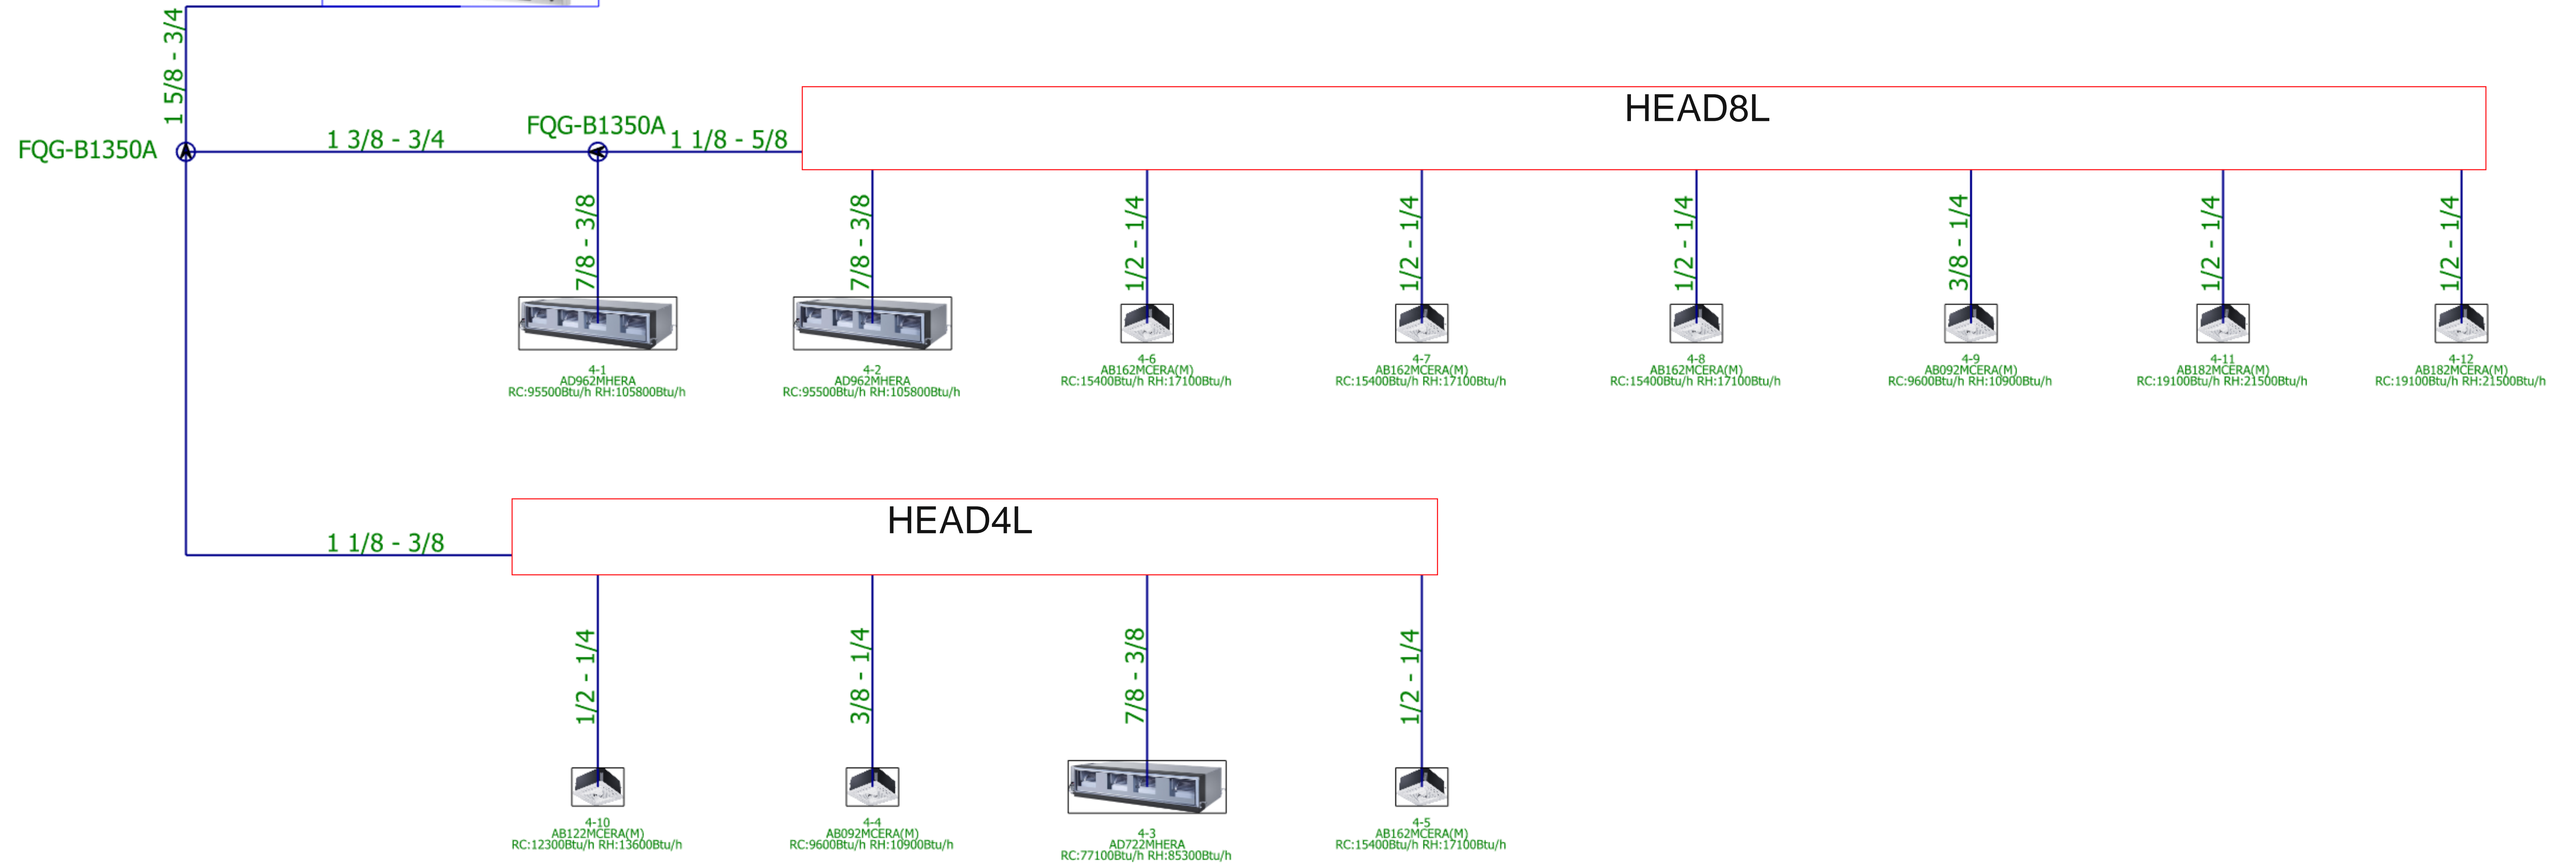 1 5/8 - 3/4
FQG-B1350A
1 3/8 - 3/4
FQG-B1350A
1 1/8 - 5/8
HEAD8L
7/8 - 3/8
7/8 - 3/8
1/2 - 1/4
1/2 - 1/4
1/2 - 1/4
3/8 - 1/4
1/2 - 1/4
1/2 - 1/4
4-1
AD962MHERA
RC:95500Btu/h RH:105800Btu/h
4-2
AD962MHERA
RC:95500Btu/h RH:105800Btu/h
4-6
AB162MCERA(M)
RC:15400Btu/h RH:17100Btu/h
4-7
AB162MCERA(M)
RC:15400Btu/h RH:17100Btu/h
4-8
AB162MCERA(M)
RC:15400Btu/h RH:17100Btu/h
4-9
AB092MCERA(M)
RC:9600Btu/h RH:10900Btu/h
4-11
AB182MCERA(M)
RC:19100Btu/h RH:21500Btu/h
4-12
AB182MCERA(M)
RC:19100Btu/h RH:21500Btu/h
1 1/8 - 3/8
HEAD4L
1/2 - 1/4
3/8 - 1/4
7/8 - 3/8
1/2 - 1/4
4-10
AB122MCERA(M)
RC:12300Btu/h RH:13600Btu/h
4-4
AB092MCERA(M)
RC:9600Btu/h RH:10900Btu/h
4-3
AD722MHERA
RC:77100Btu/h RH:85300Btu/h
4-5
AB162MCERA(M)
RC:15400Btu/h RH:17100Btu/h